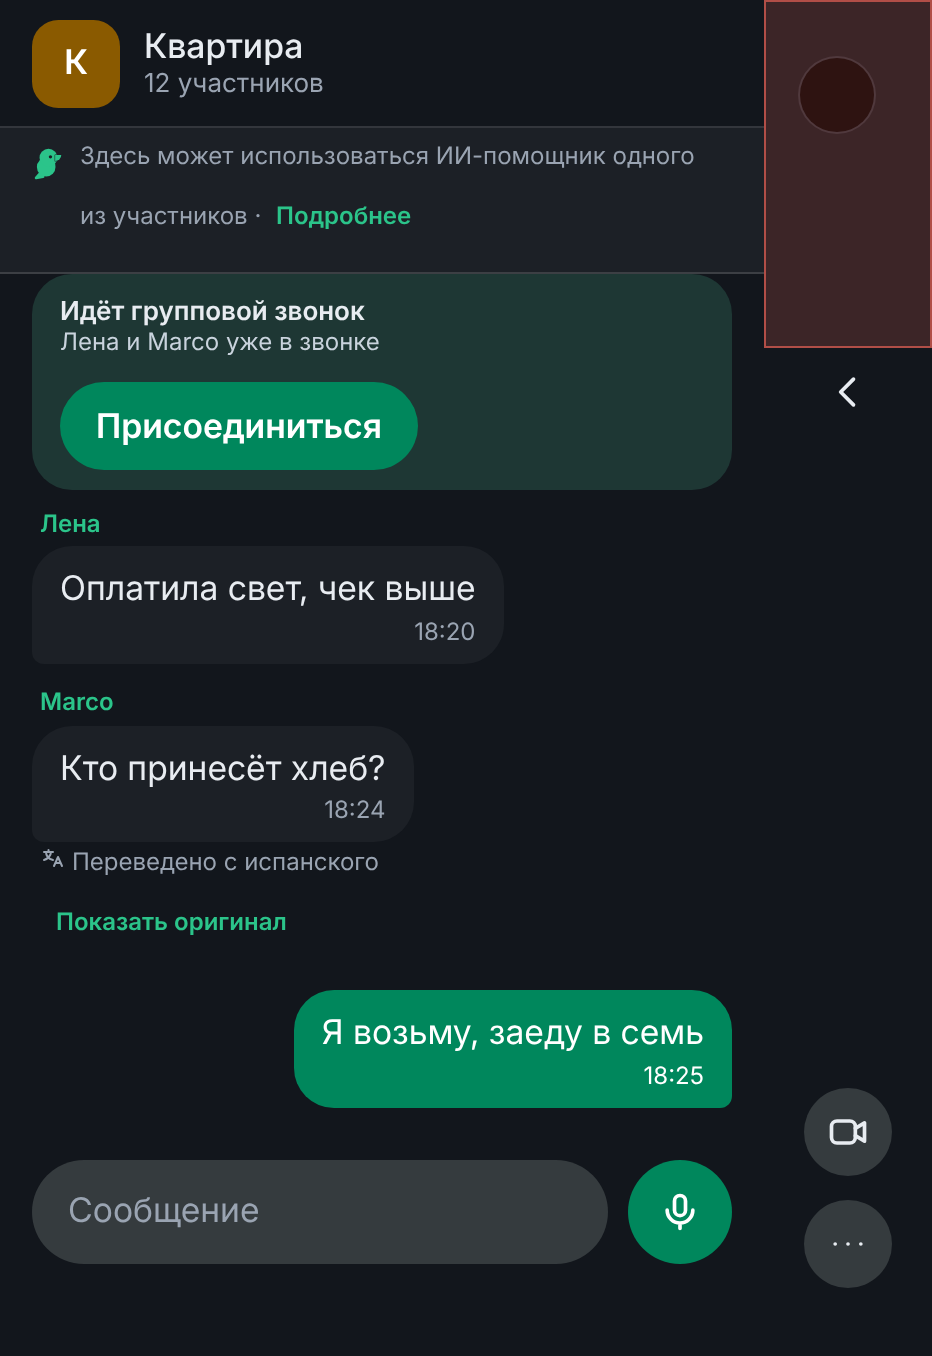 К
Квартира
12 участников
Здесь может использоваться ИИ-помощник одного
из участников · Подробнее
Идёт групповой звонок
Лена и Marco уже в звонке
Присоединиться
Лена
Оплатила свет, чек выше
18:20
Marco
Кто принесёт хлеб?
18:24
Переведено с испанского
Показать оригинал
Я возьму, заеду в семь
18:25
Сообщение